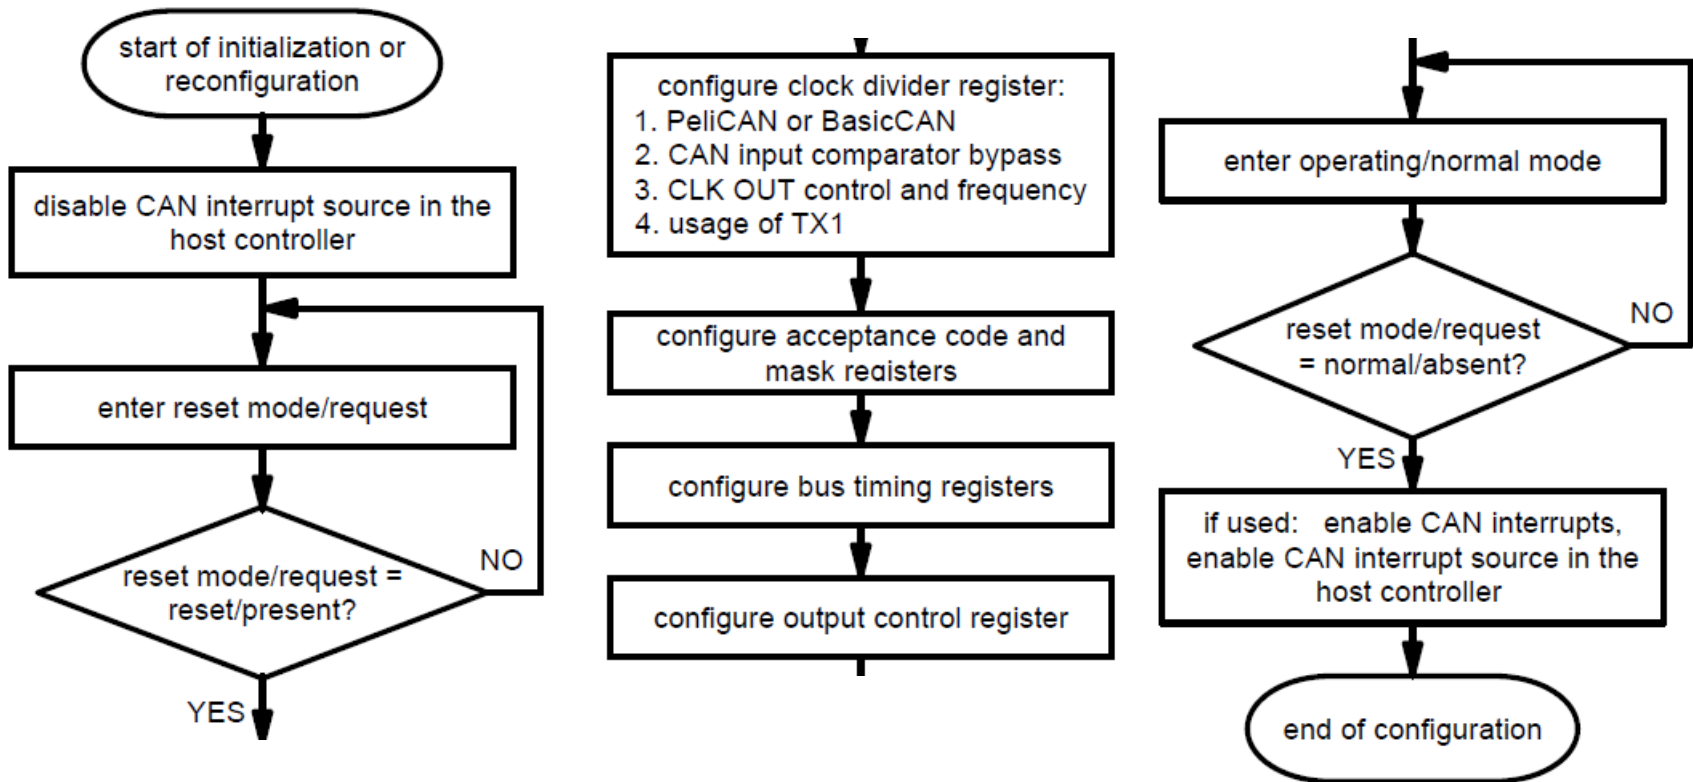 start of initialization or
reconfiguration
disable CAN interrupt source in the
host controller
enter reset mode/request
reset mode/request =
reset/present?
NO
YES
configure clock divider register:
1. PeliCAN or BasicCAN
2. CAN input comparator bypass
3. CLK OUT control and frequency
4. usage of TX1
configure acceptance code and
mask registers
configure bus timing registers
configure output control register
enter operating/normal mode
reset mode/request
= normal/absent?
NO
YES
if used: enable CAN interrupts,
enable CAN interrupt source in the
host controller
end of configuration